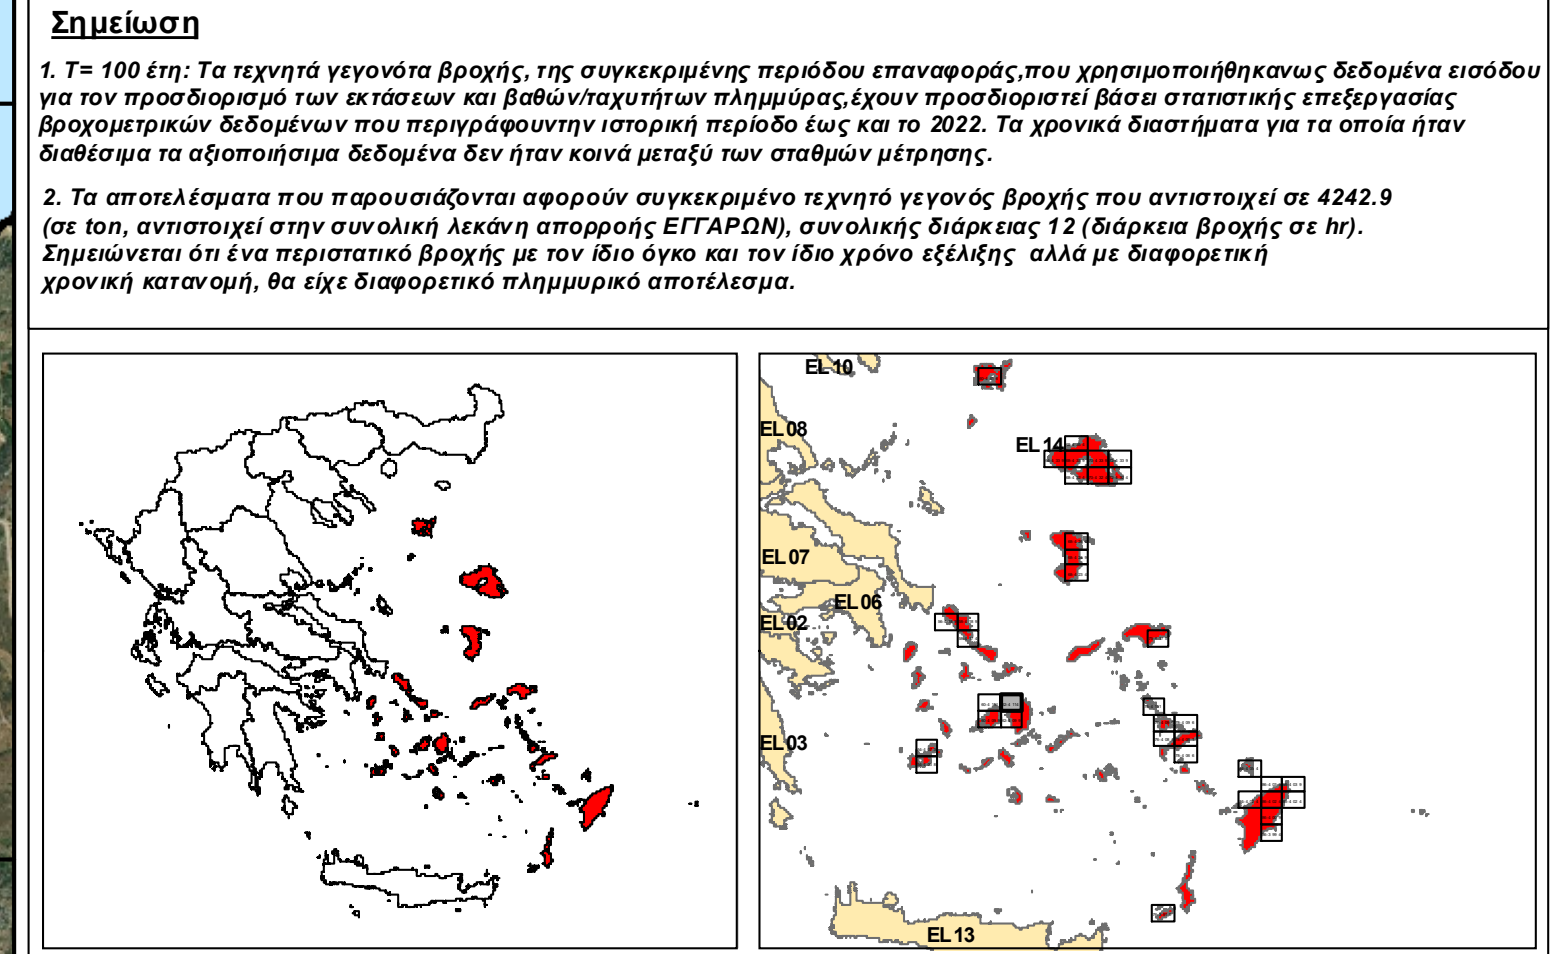 Σημείωση
1. Τ= 100 έτη: Τα τεχνητά γεγονότα βροχής, της συγκεκριμένης περιόδου επαναφοράς,που χρησιμοποιήθηκανως δεδομένα εισόδου
για τον προσδιορισμό των εκτάσεων και βαθών/ταχυτήτων πλημμύρας,έχουν προσδιοριστεί βάσει στατιστικής επεξεργασίας
βροχομετρικών δεδομένων που περιγράφουντην ιστορική περίοδο έως και το 2022. Τα χρονικά διαστήματα για τα οποία ήταν
διαθέσιμα τα αξιοποιήσιμα δεδομένα δεν ήταν κοινά μεταξύ των σταθμών μέτρησης.
2. Τα αποτελέσματα που παρουσιάζονται αφορούν συγκεκριμένο τεχνητό γεγονός βροχής που αντιστοιχεί σε 4242.9
(σε ton, αντιστοιχεί στην συνολική λεκάνη απορροής ΕΓΓΑΡΩΝ), συνολικής διάρκειας 12 (διάρκεια βροχής σε hr).
Σημειώνεται ότι ένα περιστατικό βροχής με τον ίδιο όγκο και τον ίδιο χρόνο εξέλιξης αλλά με διαφορετική
χρονική κατανομή, θα είχε διαφορετικό πλημμυρικό αποτέλεσμα.
EL10
EL08
EL14
EL07
EL06
EL02
EL03
EL13